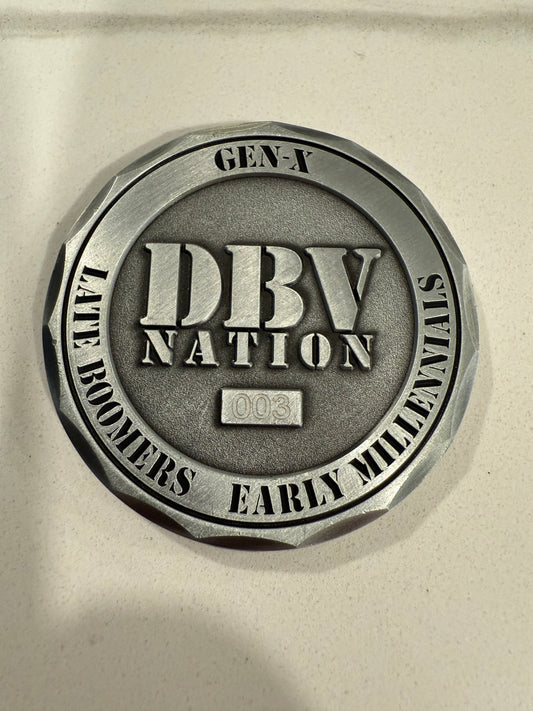 GEN-X
DBV
NATION
003
LATE BOOMERS
EARLY MILLENNIALS